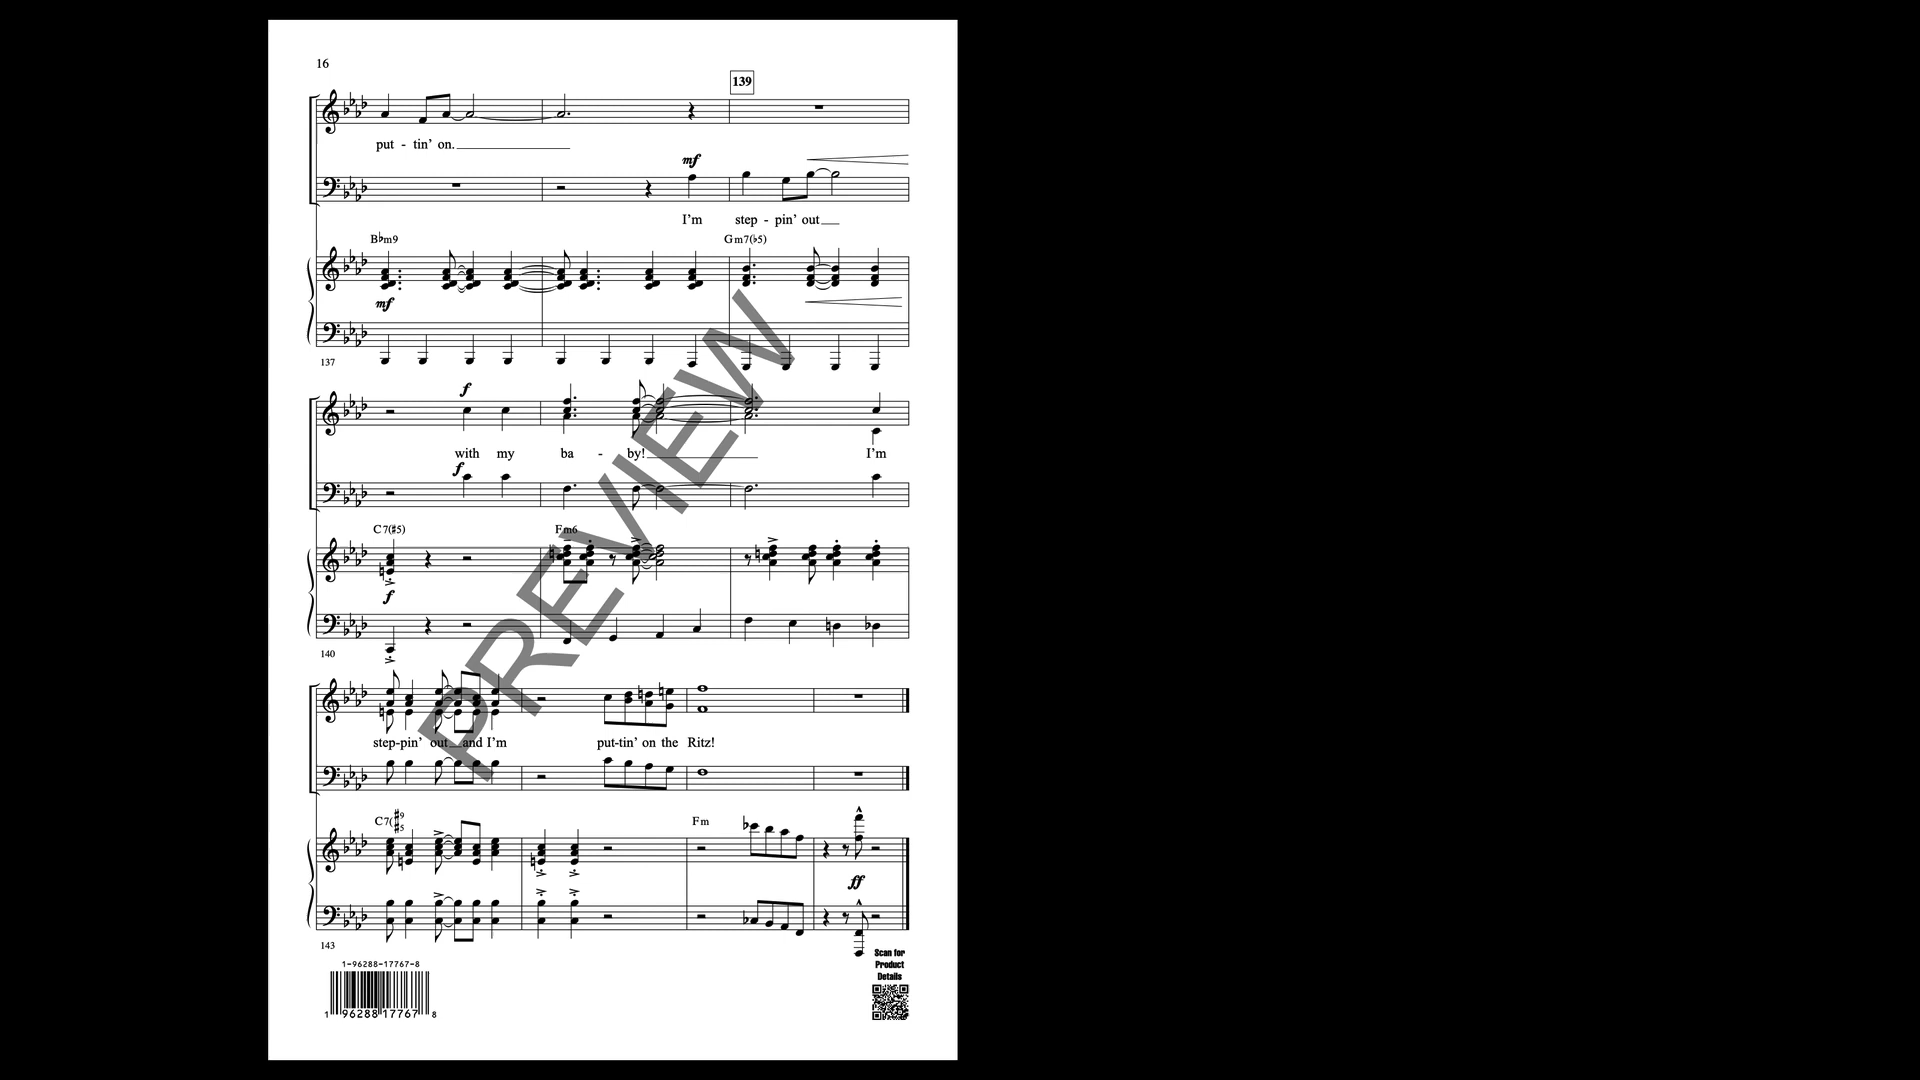 16
139
put - tin’ on.
mf
I’m step - pin’ out
B♭m9
Gm7(♭5)
mf
137
f
with my ba - by! I’m
f
C7(♯5)
Fm6
f
140
step-pin’ out and I’m put-tin’ on the Ritz!
C7(♯9
♯5
Fm
ff
143
PREVIEW
1-96288-17767-8
1 96288 17767 8
Scan for
Product
Details